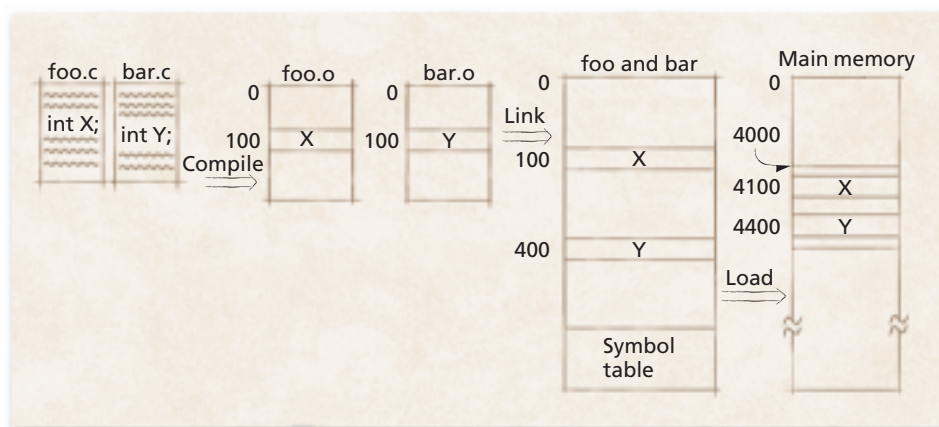 foo.c
bar.c
int X;
int Y;
Compile
foo.o
0
100
X
bar.o
0
100
Y
Link
foo and bar
0
100
X
400
Y
Symbol
table
Load
Main memory
0
4000
4100
X
4400
Y